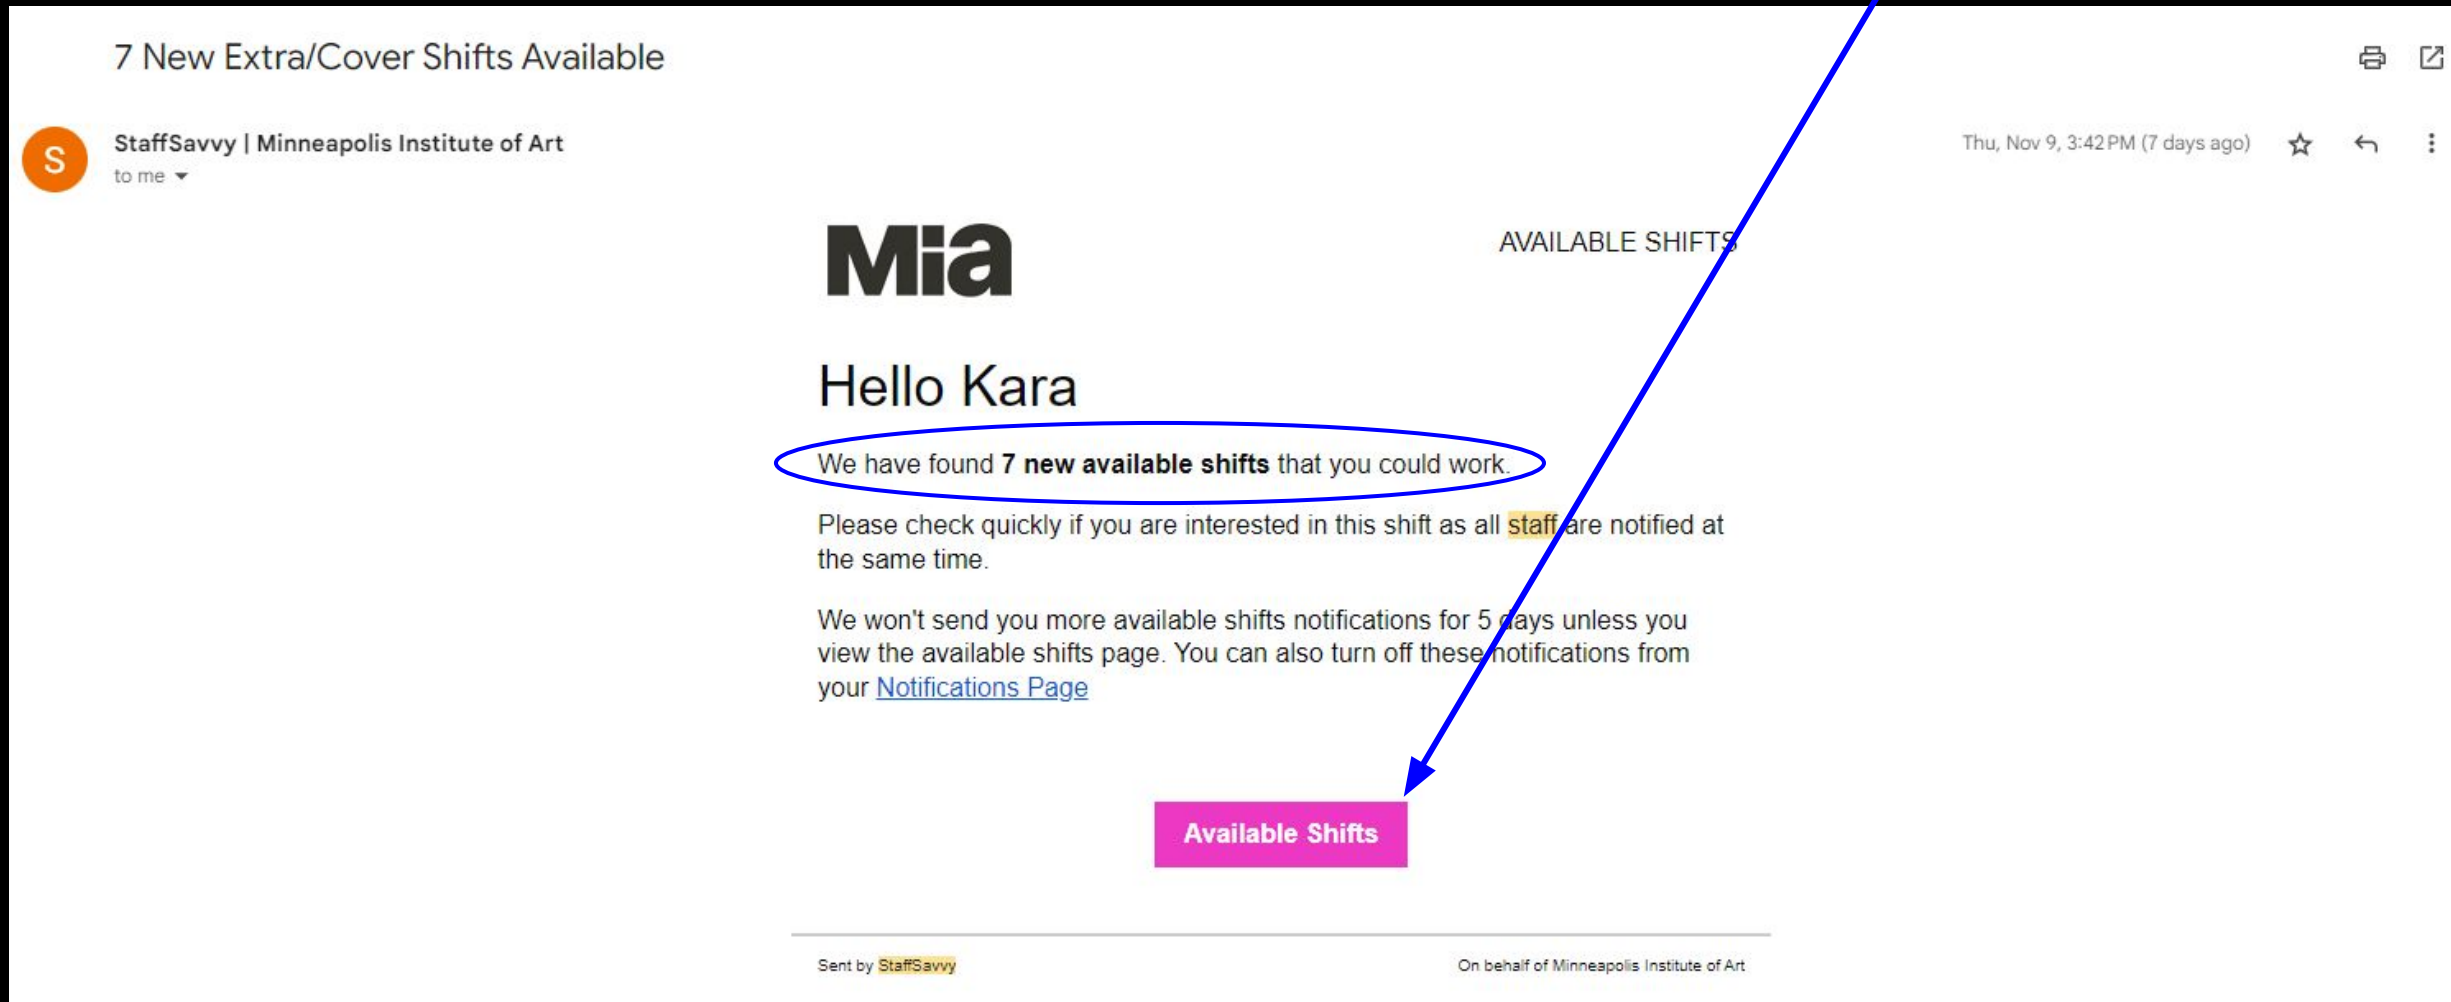 7 New Extra/Cover Shifts Available
S
StaffSavvy | Minneapolis Institute of Art
to me
Thu, Nov 9, 3:42 PM (7 days ago)
Mia
AVAILABLE SHIFTS
Hello Kara
We have found 7 new available shifts that you could work.
Please check quickly if you are interested in this shift as all staff are notified at
the same time.
We won't send you more available shifts notifications for 5 days unless you
view the available shifts page. You can also turn off these notifications from
your Notifications Page
Available Shifts
Sent by StaffSavvy
On behalf of Minneapolis Institute of Art